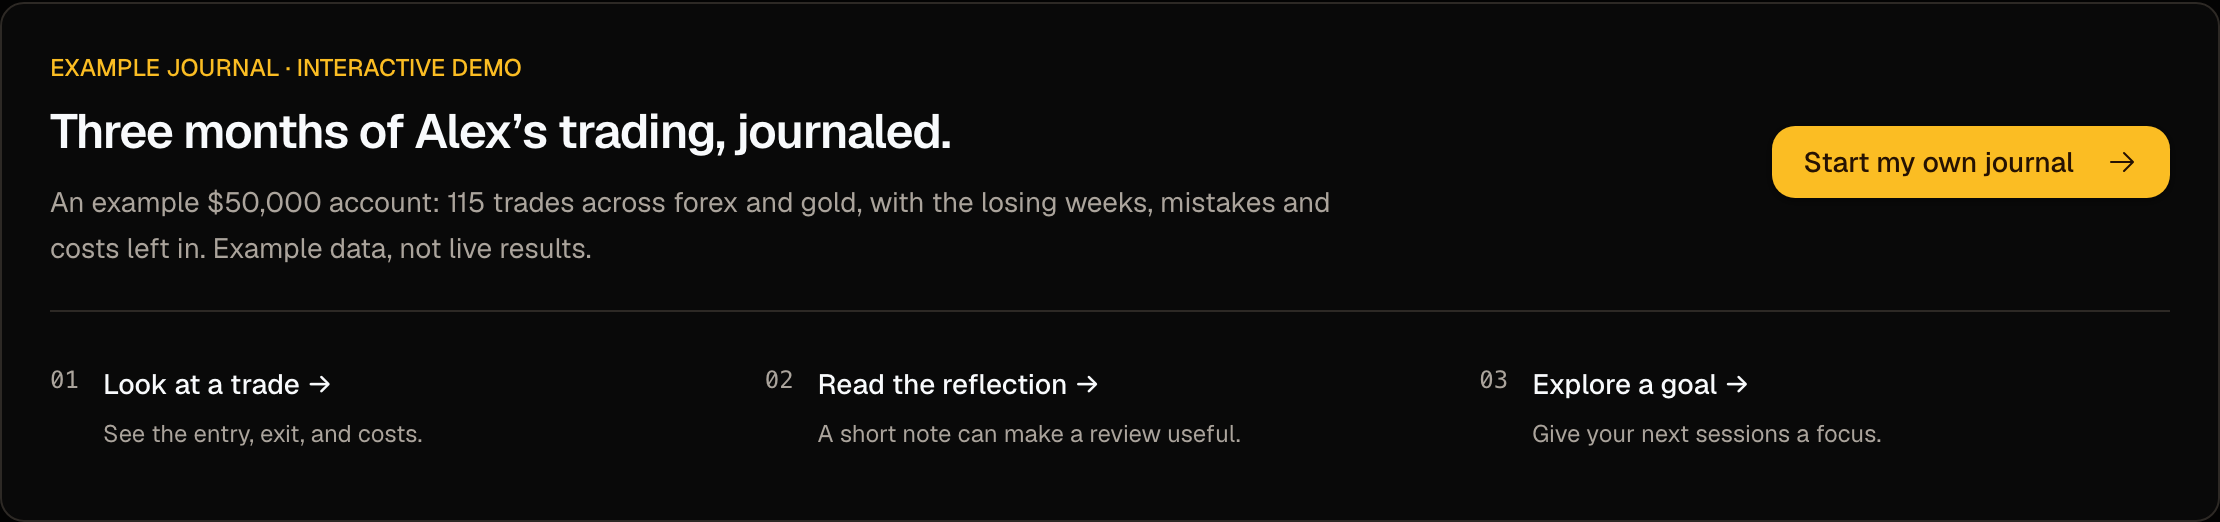 EXAMPLE JOURNAL · INTERACTIVE DEMO
Three months of Alex’s trading, journaled.
An example $50,000 account: 115 trades across forex and gold, with the losing weeks, mistakes and
costs left in. Example data, not live results.
Start my own journal →
01 Look at a trade →
See the entry, exit, and costs.
02 Read the reflection →
A short note can make a review useful.
03 Explore a goal →
Give your next sessions a focus.